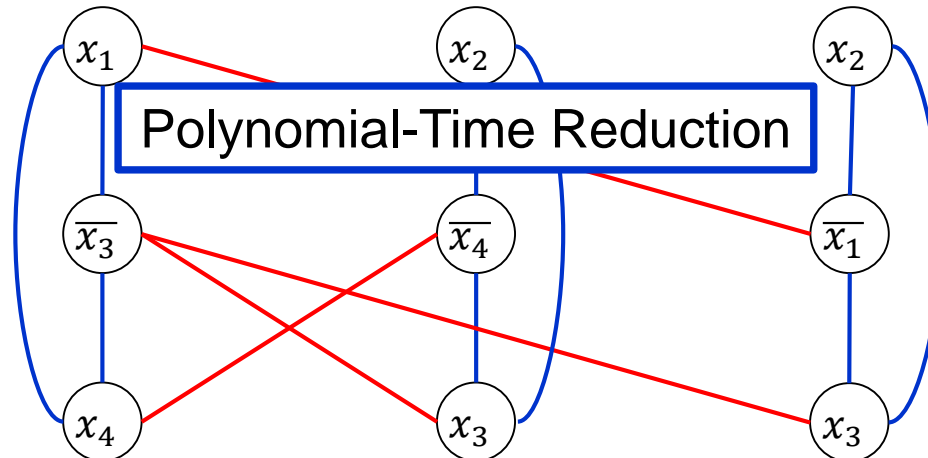 x₁ x₂ x₂
Polynomial-Time Reduction
x̅₃ x̅₄ x̅₁
x₄ x₃ x₃